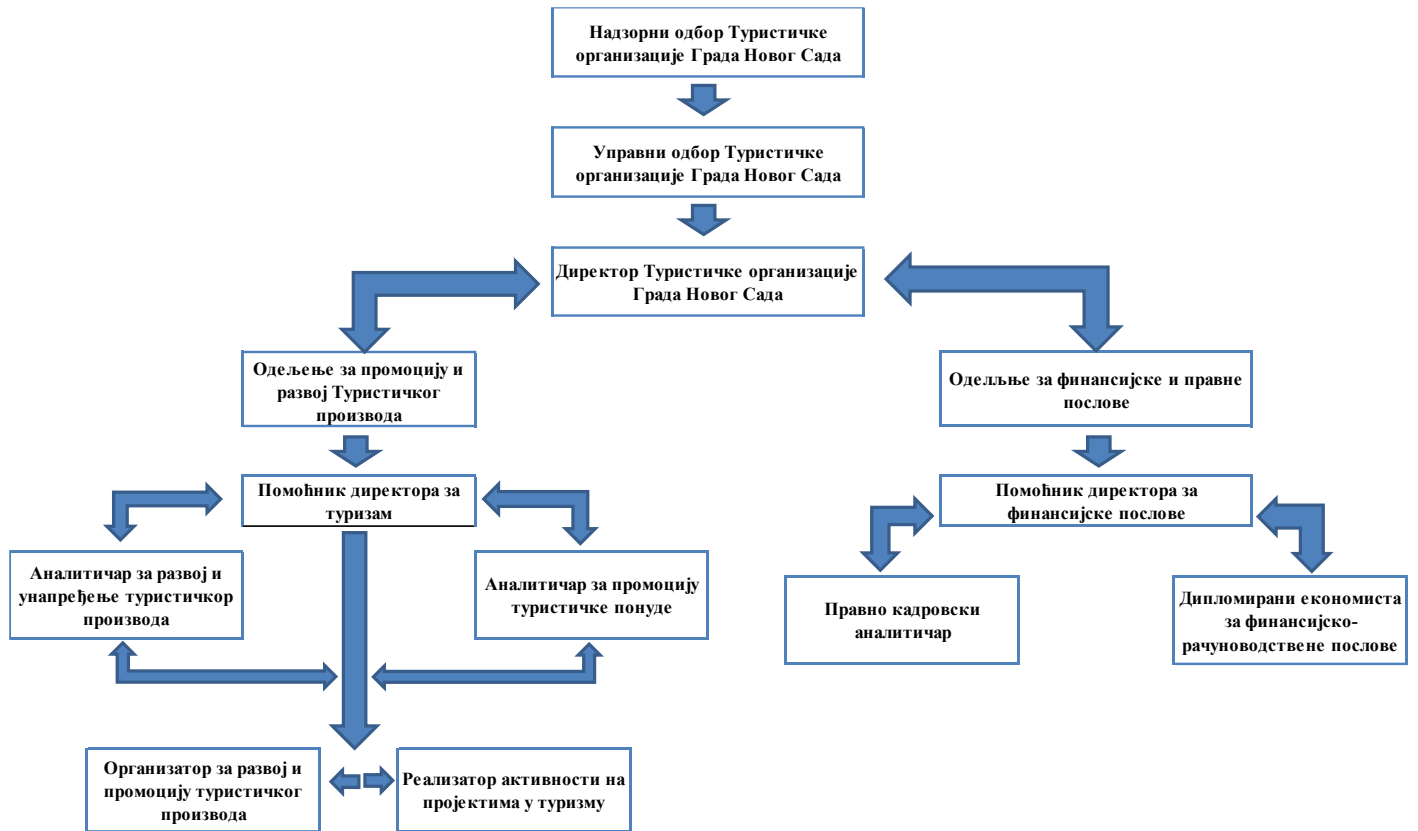 Надзорни одбор Туристичке
организације Града Новог Сада
Управни одбор Туристичке
организације Града Новог Сада
Директор Туристичке организације
Града Новог Сада
Одељење за промоцију и
развој Туристичког
производа
Одељљње за финансијске и правне
послове
Помоћник директора за
туризам
Помоћник директора за
финансијске послове
Аналитичар за развој и
унапређење туристичкор
производа
Аналитичар за промоцију
туристичке понуде
Правно кадровски
аналитичар
Дипломирани економиста
за финансијско-
рачуноводствене послове
Организатор за развој и
промоцију туристичког
производа
Реализатор активности на
пројектима у туризму